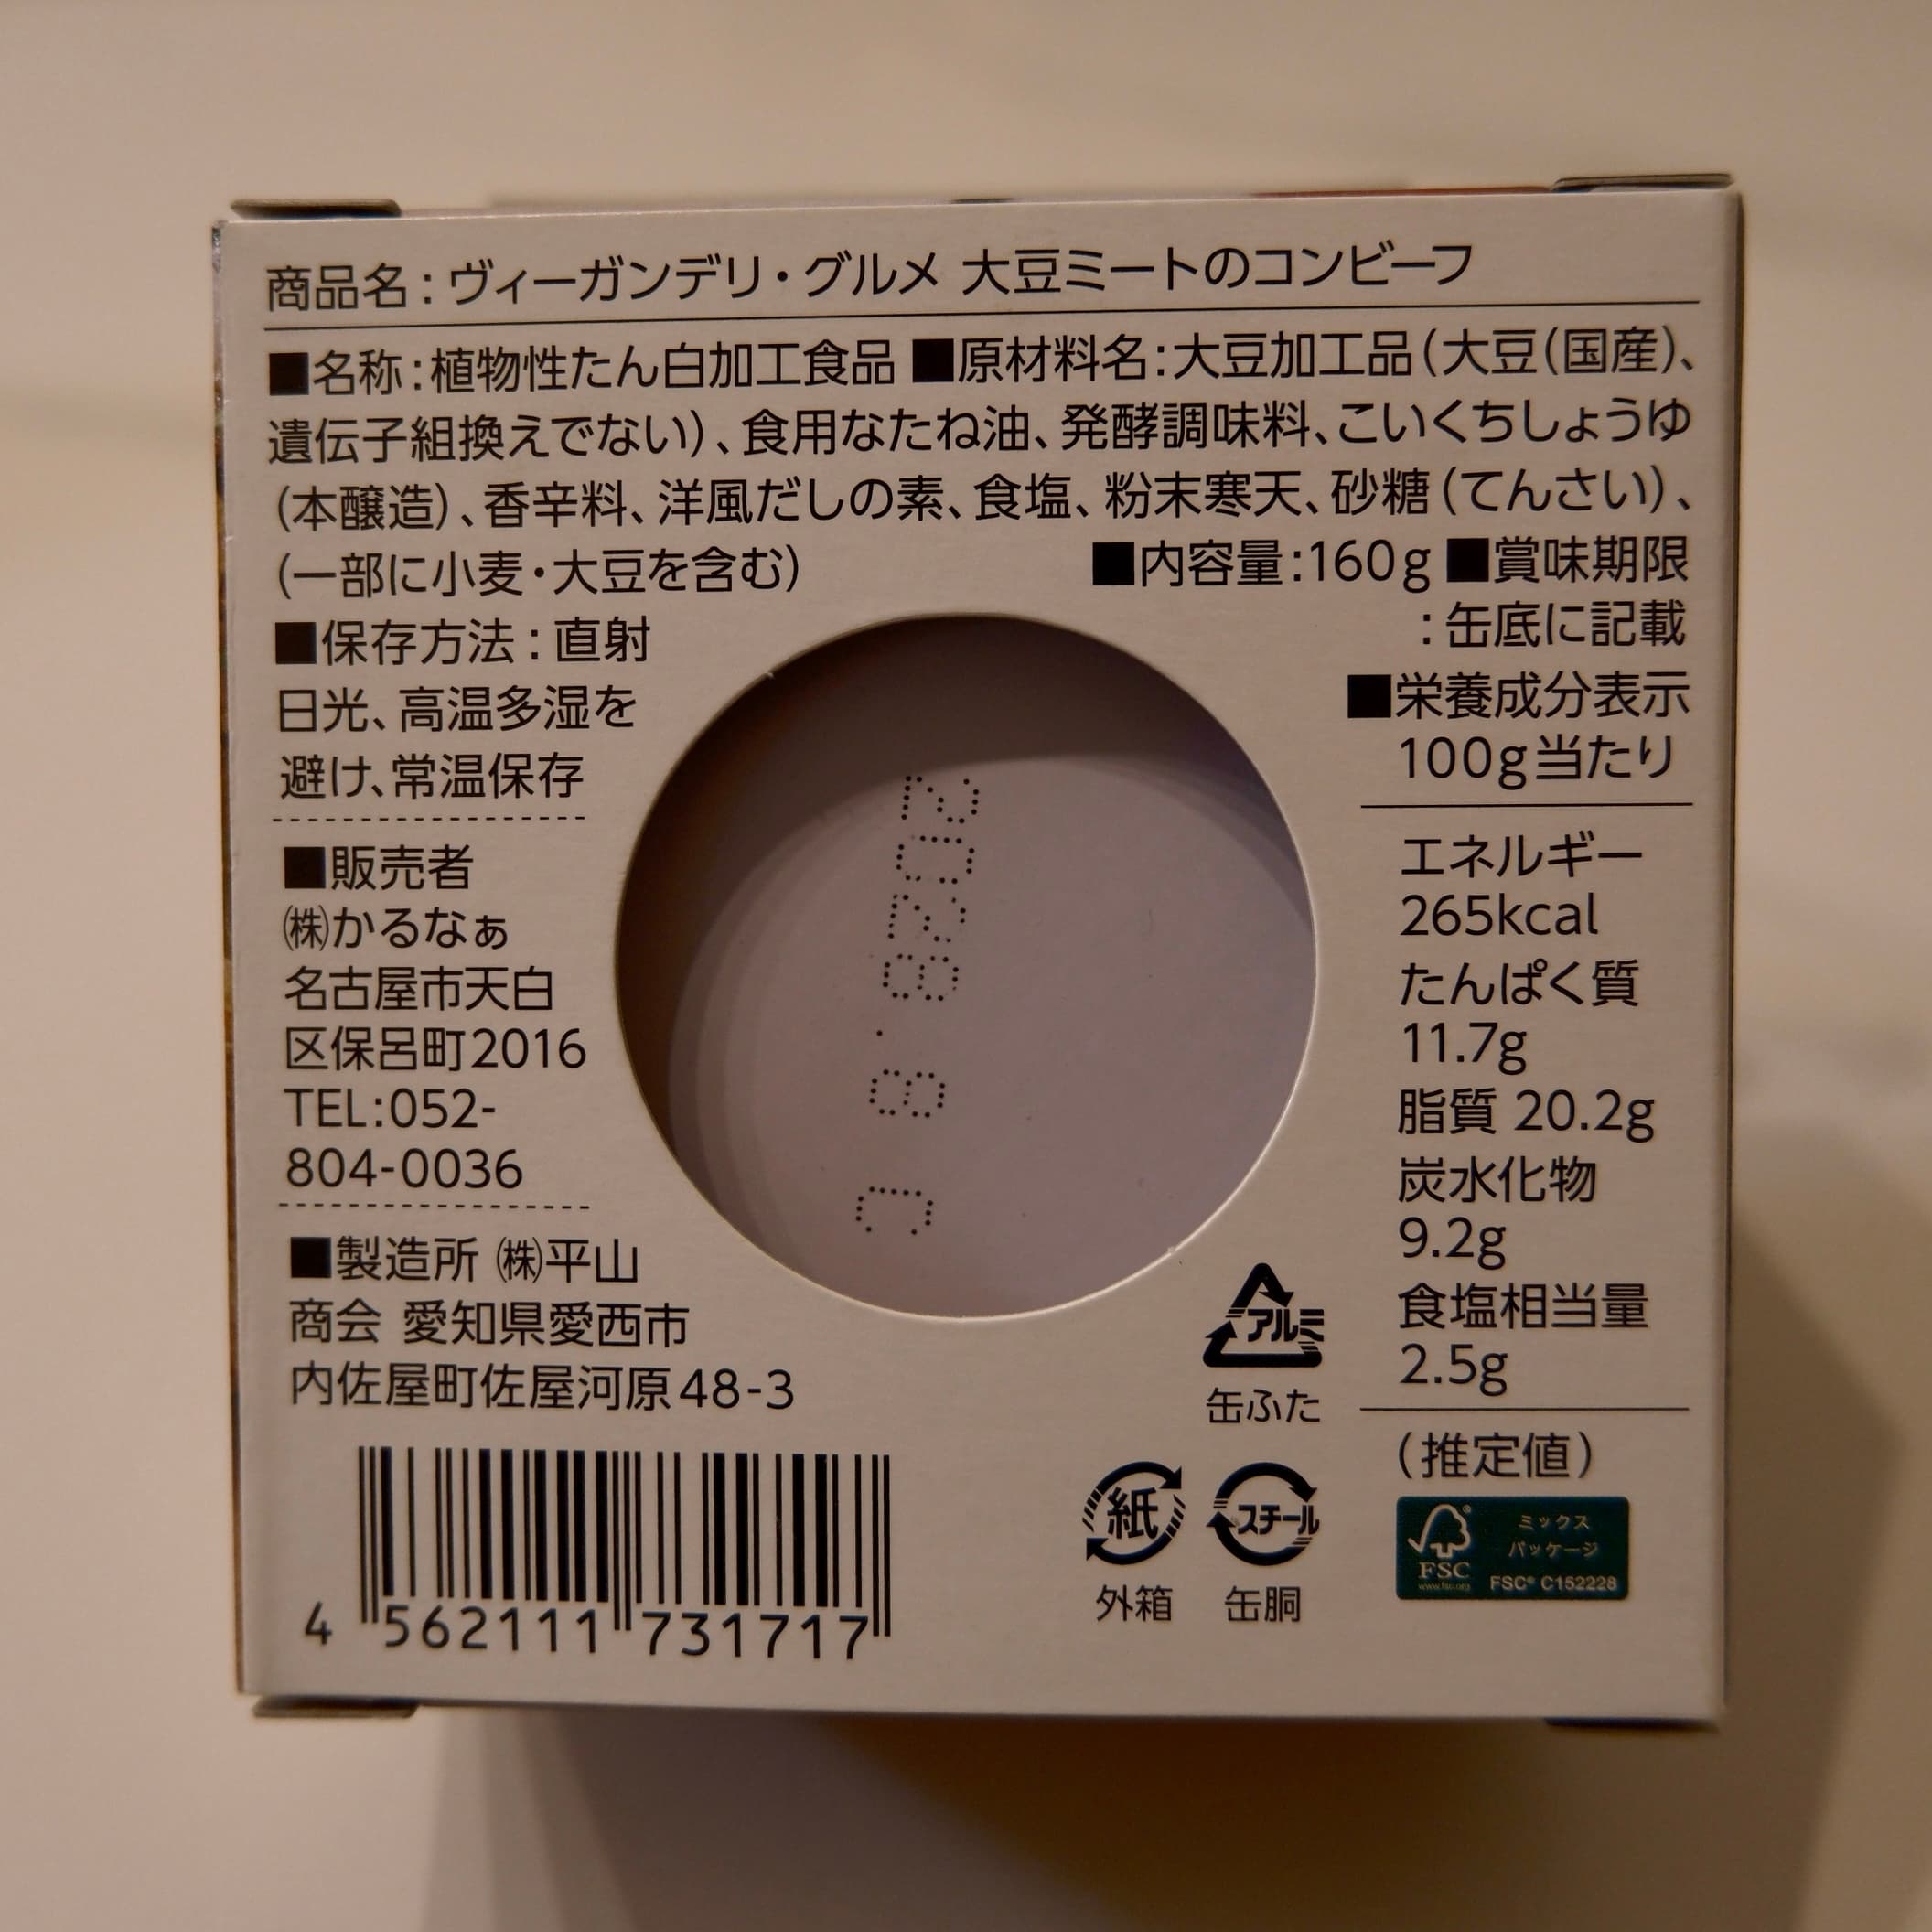 商品名：ヴィーガンデリ・グルメ 大豆ミートのコンビーフ
■名称：植物性たん白加工食品 ■原材料名：大豆加工品（大豆（国産）、
遺伝子組換えでない）、食用なたね油、発酵調味料、こいくちしょうゆ
（本醸造）、香辛料、洋風だしの素、食塩、粉末寒天、砂糖（てんさい）、
（一部に小麦・大豆を含む）
■内容量：160g ■賞味期限
：缶底に記載
■保存方法：直射
日光、高温多湿を
避け、常温保存
■販売者
㈱かるなぁ
名古屋市天白
区保呂町2016
TEL:052-
804-0036
■製造所 ㈱平山
商会 愛知県愛西市
内佐屋町佐屋河原48-3
2028. 8 C
■栄養成分表示
100g当たり
エネルギー
265kcal
たんぱく質
11.7g
脂質 20.2g
炭水化物
9.2g
食塩相当量
2.5g
（推定値）
アルミ
缶ふた
紙
外箱
スチール
缶胴
ミックス
パッケージ
FSC
www.fsc.org
FSC® C152228
4 562111 731717